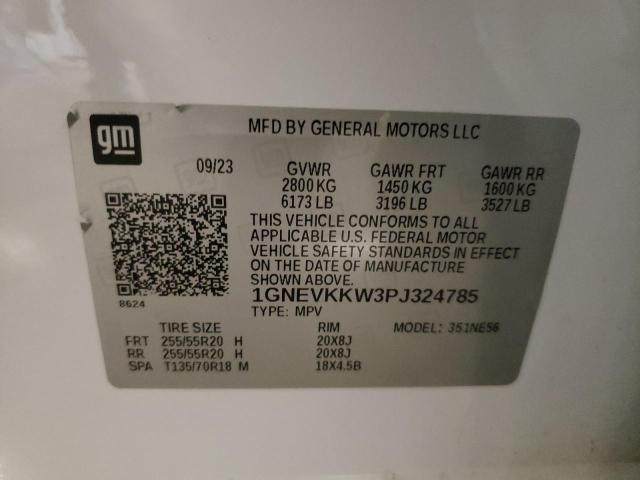 gm
MFD BY GENERAL MOTORS LLC
09/23 GVWR GAWR FRT GAWR RR
2800 KG 1450 KG 1600 KG
6173 LB 3196 LB 3527 LB
THIS VEHICLE CONFORMS TO ALL
APPLICABLE U.S. FEDERAL MOTOR
VEHICLE SAFETY STANDARDS IN EFFECT
ON THE DATE OF MANUFACTURE
SHOWN ABOVE.
8624
1GNEVKKW3PJ324785
TYPE: MPV
TIRE SIZE RIM MODEL: 351NE56
FRT 255/55R20 H 20X8J
RR 255/55R20 H 20X8J
SPA T135/70R18 M 18X4.5B